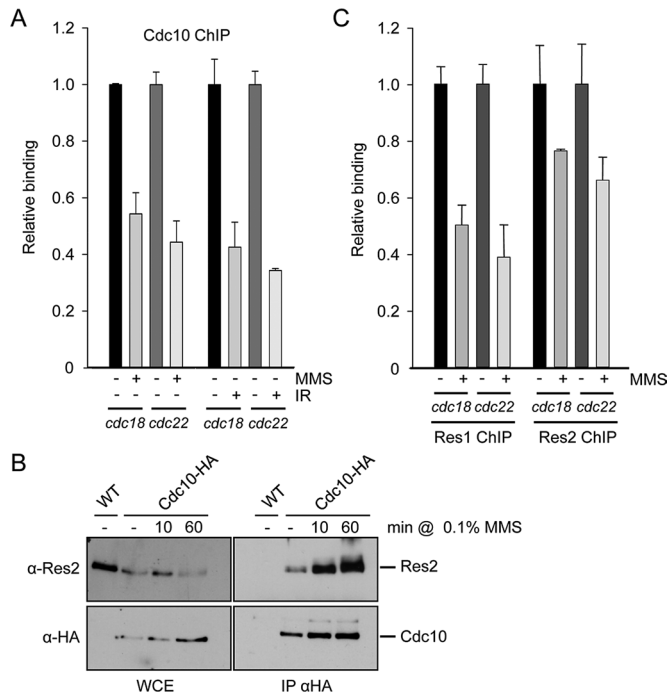 A
Cdc10 ChIP
Relative binding
1.2
1.0
0.8
0.6
0.4
0.2
0
- + - + MMS
- + - + IR
cdc18 cdc22 cdc18 cdc22
C
Relative binding
1.2
1.0
0.8
0.6
0.4
0.2
0
- + - + - + - + MMS
cdc18 cdc22 cdc18 cdc22
Res1 ChIP Res2 ChIP
B
WT Cdc10-HA WT Cdc10-HA
- - 10 60 - - 10 60 min @ 0.1% MMS
α-Res2 Res2
α-HA Cdc10
WCE IP αHA